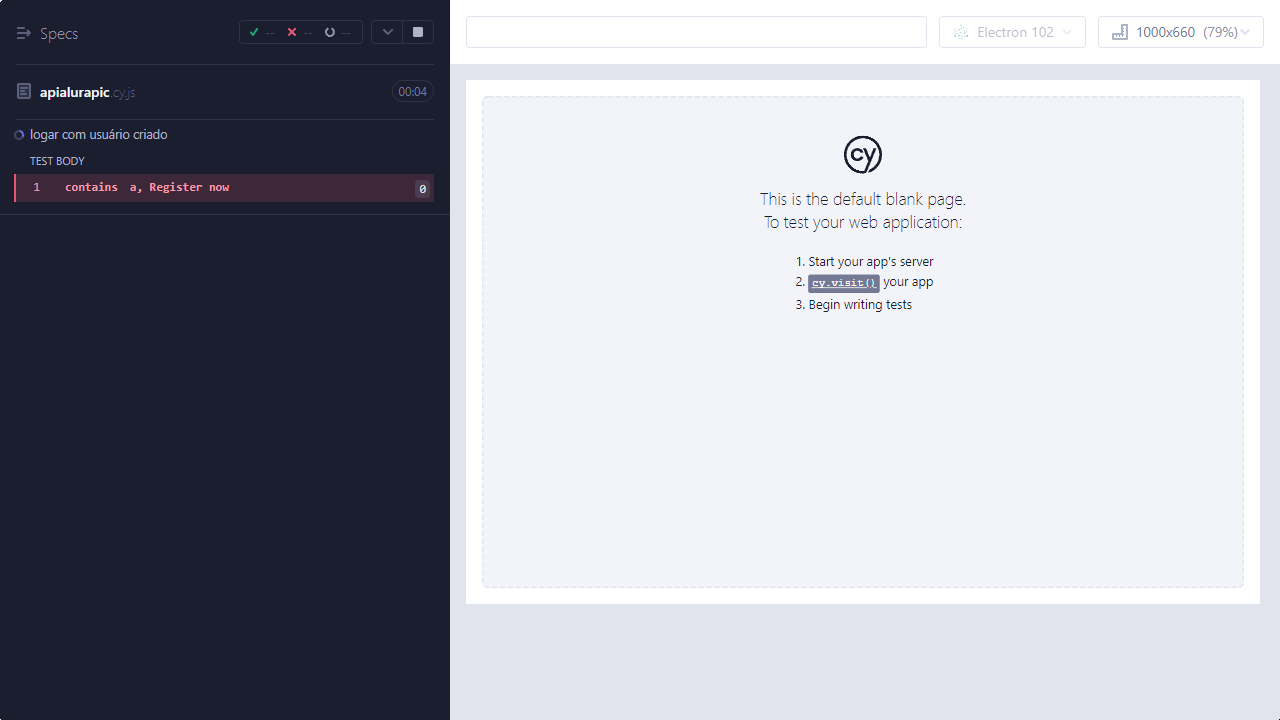 Specs
--
--
--
apialurapic.cy.js
00:04
logar com usuário criado
TEST BODY
1 contains a, Register now 0
Electron 102
1000x660 (79%)
cy
This is the default blank page.
To test your web application:
1. Start your app's server
2. cy.visit() your app
3. Begin writing tests